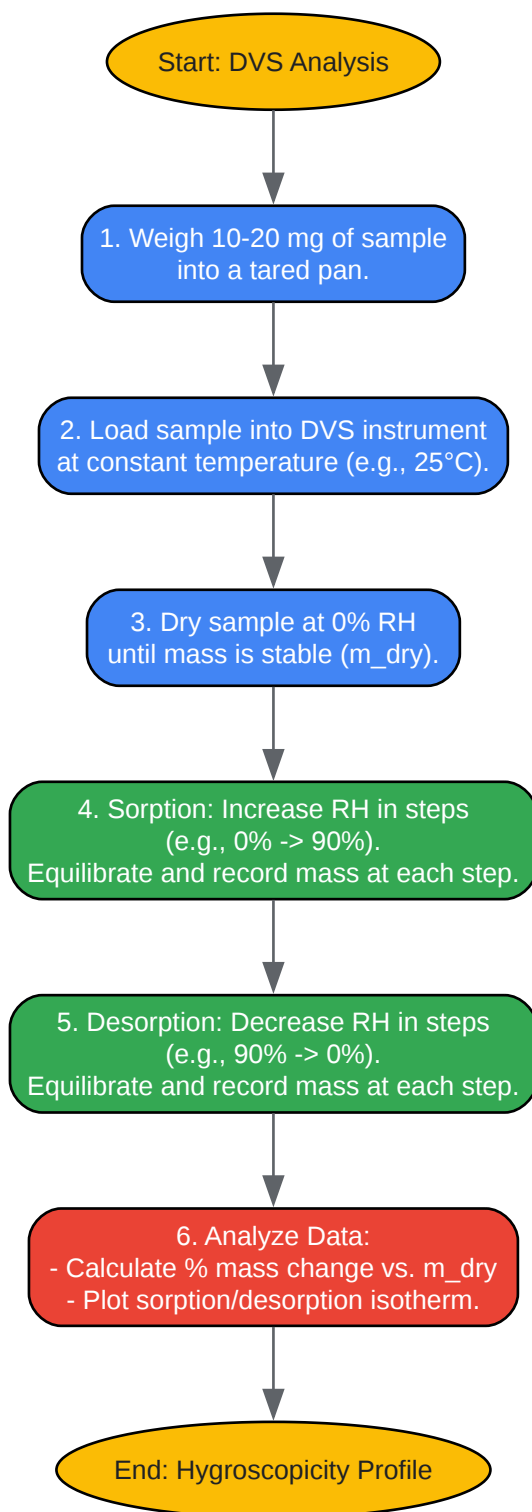 Start: DVS Analysis
1. Weigh 10-20 mg of sample
into a tared pan.
2. Load sample into DVS instrument
at constant temperature (e.g., 25°C).
3. Dry sample at 0% RH
until mass is stable (m_dry).
4. Sorption: Increase RH in steps
(e.g., 0% -> 90%).
Equilibrate and record mass at each step.
5. Desorption: Decrease RH in steps
(e.g., 90% -> 0%).
Equilibrate and record mass at each step.
6. Analyze Data:
- Calculate % mass change vs. m_dry
- Plot sorption/desorption isotherm.
End: Hygroscopicity Profile